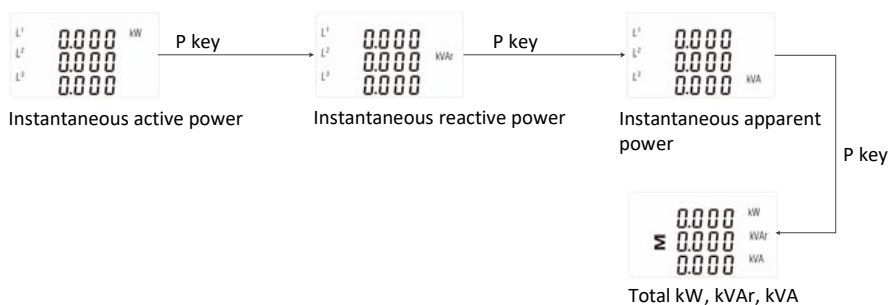 L¹ 0.000 kW
L² 0.000
L³ 0.000
P key
L¹ 0.000
L² 0.000 kVAr
L³ 0.000
P key
L¹ 0.000
L² 0.000
L³ 0.000 kVA
Instantaneous active power
Instantaneous reactive power
Instantaneous apparent
power
P key
0.000 kW
Σ 0.000 kVAr
0.000 kVA
Total kW, kVAr, kVA